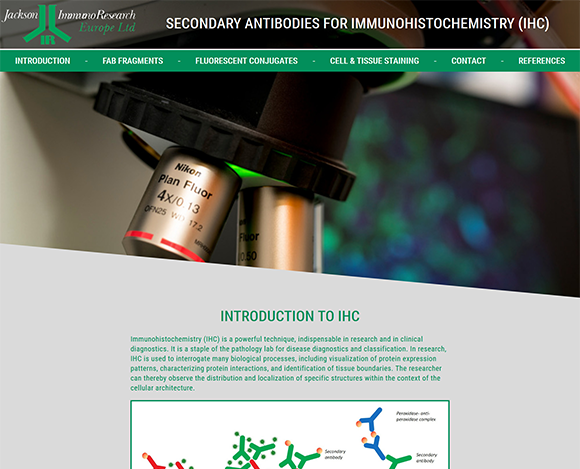 Jackson ImmunoResearch
Europe Ltd
IR
SECONDARY ANTIBODIES FOR IMMUNOHISTOCHEMISTRY (IHC)
INTRODUCTION - FAB FRAGMENTS - FLUORESCENT CONJUGATES - CELL & TISSUE STAINING - CONTACT - REFERENCES
Nikon
Plan Fluor
4X/0.13
WD 17.2
/0.50
INTRODUCTION TO IHC
Immunohistochemistry (IHC) is a powerful technique, indispensable in research and in clinical
diagnostics. It is a staple of the pathology lab for disease diagnostics and classification. In research,
IHC is used to interrogate many biological processes, including visualization of protein expression
patterns, characterizing protein interactions, and identification of tissue boundaries. The researcher
can thereby observe the distribution and localization of specific structures within the context of the
cellular architecture.
Peroxidase- anti-
peroxidase complex
Secondary
antibody
Secondary
antibody